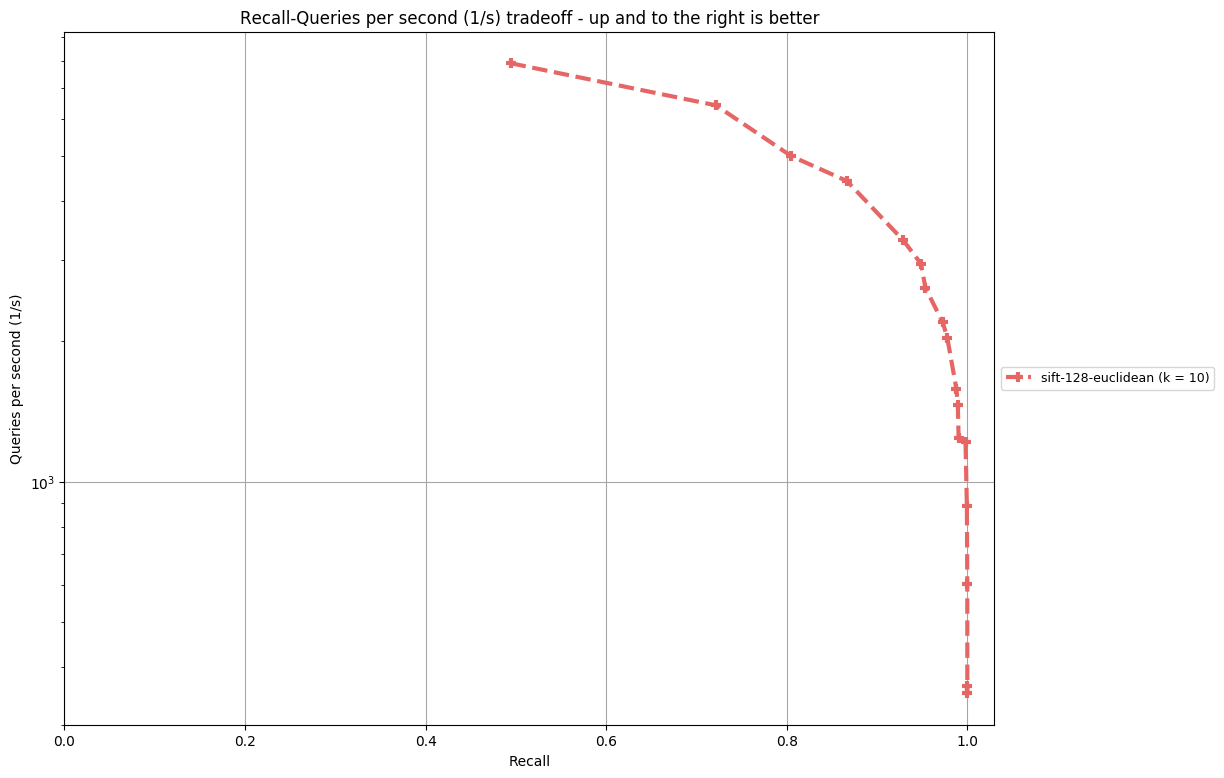 Recall-Queries per second (1/s) tradeoff - up and to the right is better
Queries per second (1/s)
10³
sift-128-euclidean (k = 10)
0.0 0.2 0.4 0.6 0.8 1.0
Recall